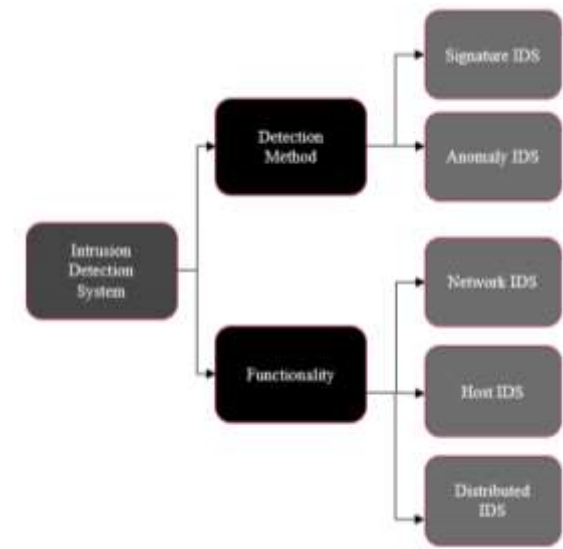 Signature IDS
Detection
Method
Anomaly IDS
Intrusion
Detection
System
Network IDS
Functionality
Host IDS
Distributed
IDS